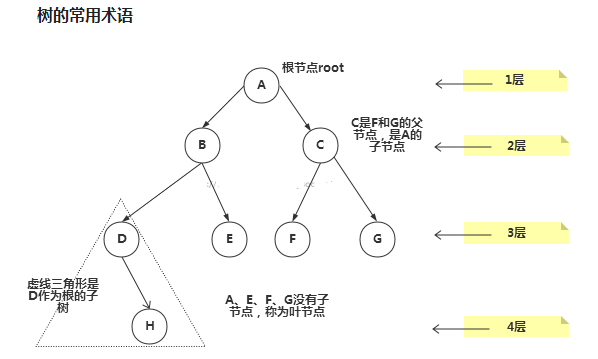 树的常用术语
A
根节点root
1层
B
C
C是F和G的父
节点，是A的
子节点
2层
D
E
F
G
3层
虚线三角形是
D作为根的子
树
H
A、E、F、G没有子
节点，称为叶节点
4层